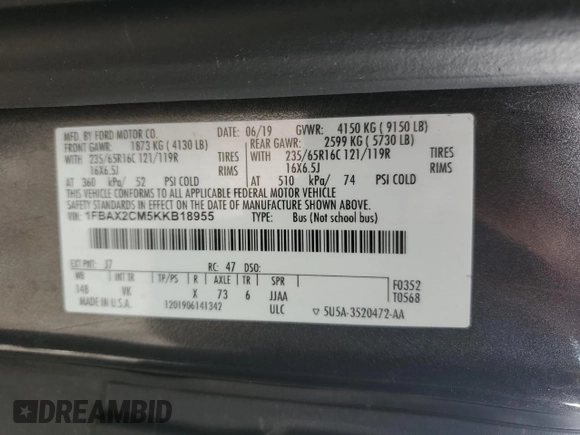 MFD. BY FORD MOTOR CO.
DATE: 06/19 GVWR: 4150 KG ( 9150 LB)
FRONT GAWR: 1873 KG ( 4130 LB) REAR GAWR: 2599 KG ( 5730 LB)
WITH 235/65R16C 121/119R TIRES WITH 235/65R16C 121/119R TIRES
16X6.5J RIMS 16X6.5J RIMS
AT 360 kPa/ 52 PSI COLD AT 510 kPa/ 74 PSI COLD
THIS VEHICLE CONFORMS TO ALL APPLICABLE FEDERAL MOTOR VEHICLE
SAFETY STANDARDS IN EFFECT ON THE DATE OF MANUFACTURE SHOWN ABOVE.
VIN: 1FBAX2CM5KKB18955 TYPE: Bus (Not school bus)
EXT PNT: J7 RC: 47 DSO:
WB INT TR TP/PS R AXLE TR SPR F0352
148 VK X 73 6 JJAA T0568
MADE IN U.S.A. 1201906141342 ULC ▽ 5U5A-3520472-AA
DREAMBID